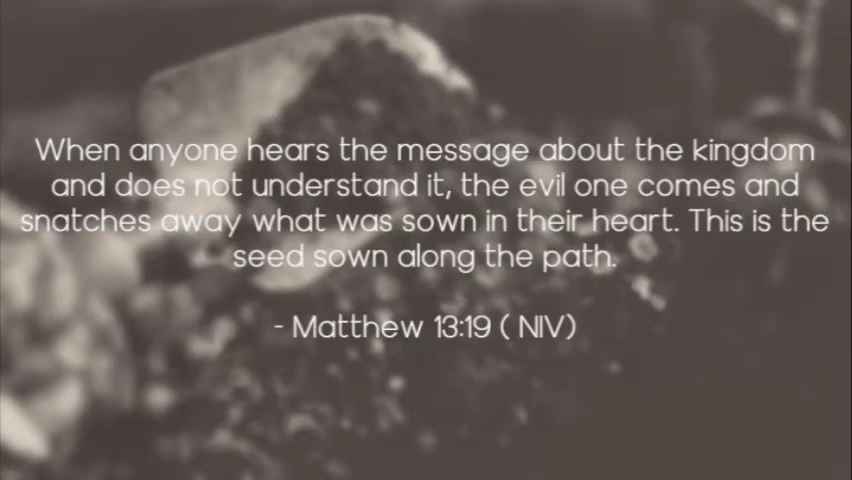 When anyone hears the message about the kingdom
and does not understand it, the evil one comes and
snatches away what was sown in their heart. This is the
seed sown along the path.
- Matthew 13:19 ( NIV)